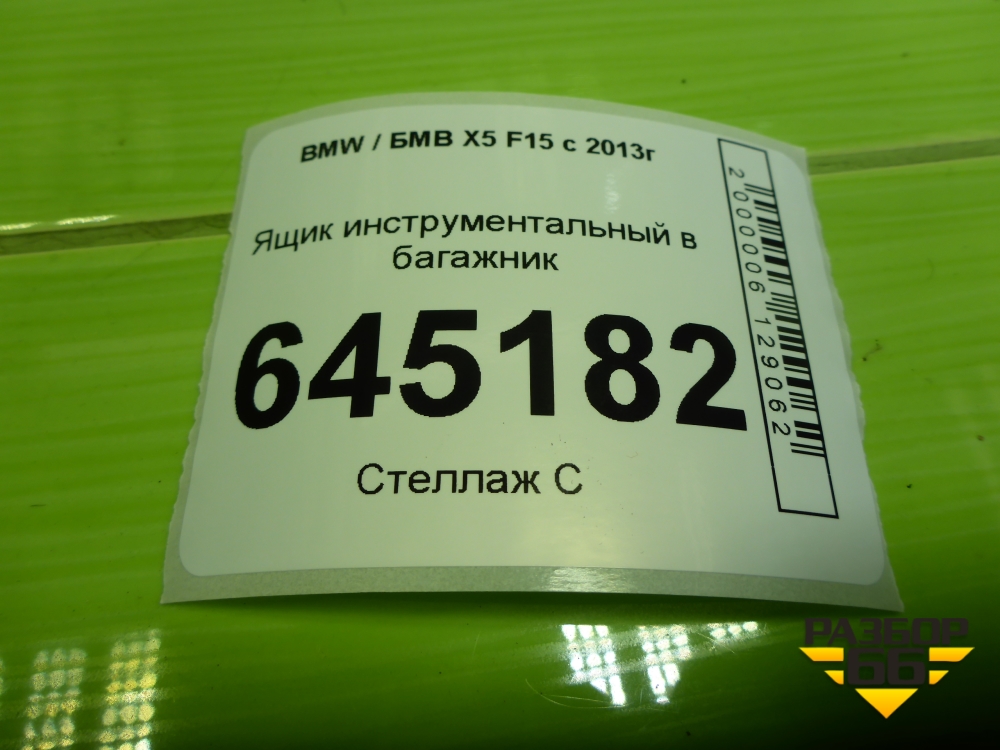 BMW / БМВ X5 F15 с 2013г
Ящик инструментальный в
багажник
645182
Стеллаж С
2000006129062
РАЗБОР
66